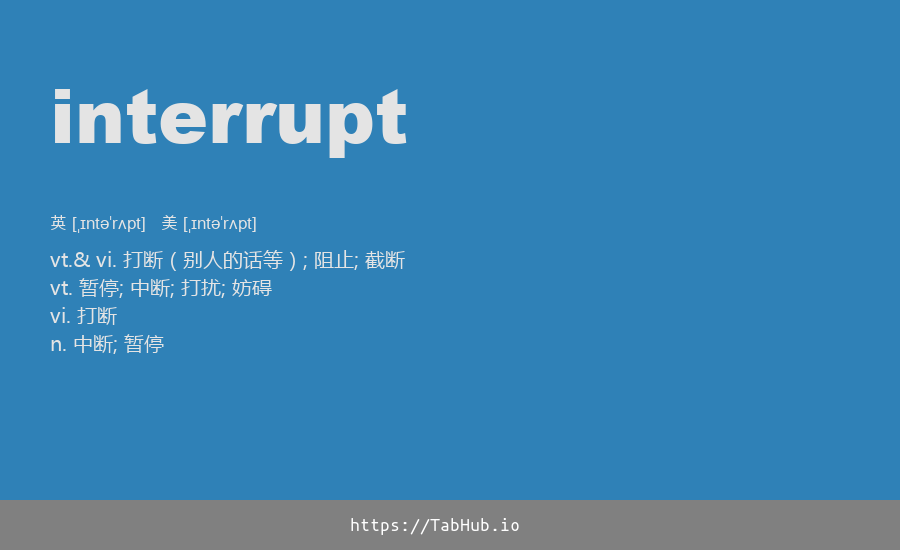 interrupt
英 [ˌɪntəˈrʌpt] 美 [ˌɪntəˈrʌpt]
vt.& vi. 打断 ( 别人的话等 ) ; 阻止; 截断
vt. 暂停; 中断; 打扰; 妨碍
vi. 打断
n. 中断; 暂停
https://TabHub.io